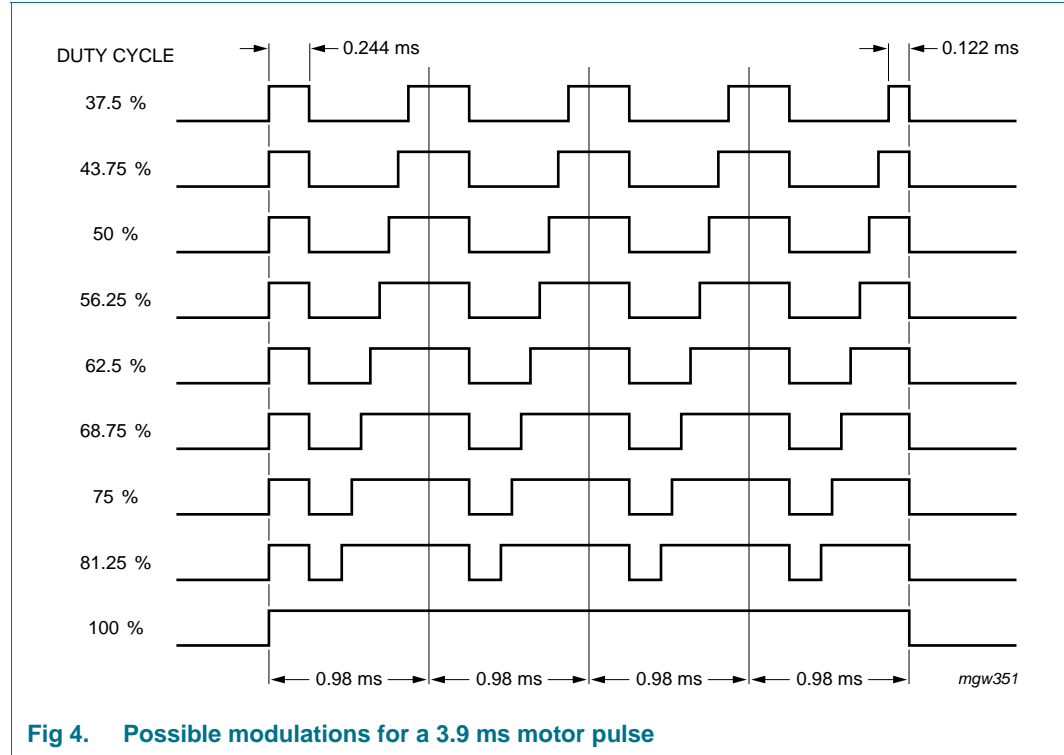 0.244 ms
0.122 ms
DUTY CYCLE
37.5 %
43.75 %
50 %
56.25 %
62.5 %
68.75 %
75 %
81.25 %
100 %
0.98 ms 0.98 ms 0.98 ms 0.98 ms
mgw351
Fig 4. Possible modulations for a 3.9 ms motor pulse